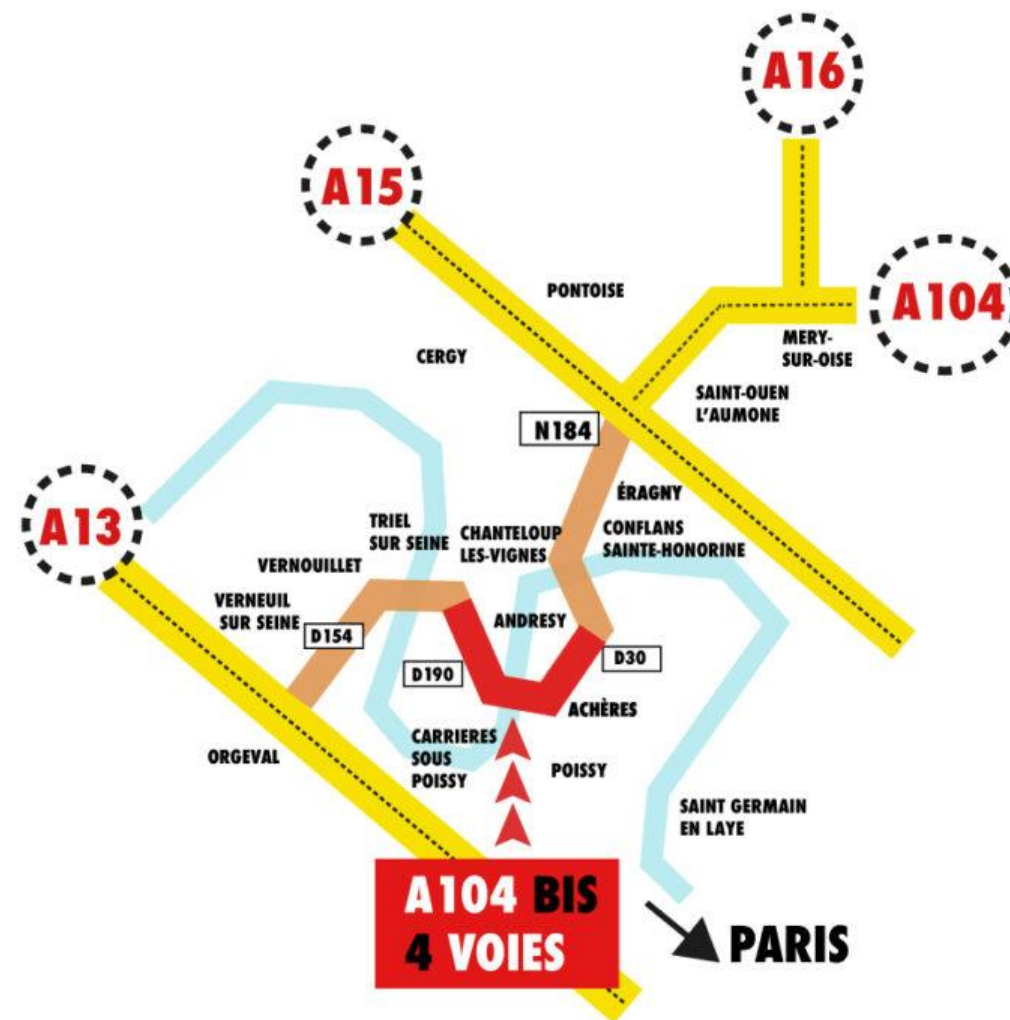 A16
A15
A104
PONTOISE
CERGY
MERY-
SUR-OISE
SAINT-OUEN
L'AUMONE
N184
ÉRAGNY
A13
TRIEL
SUR SEINE
CHANTELOUP
LES-VIGNES
CONFLANS
SAINTE-HONORINE
VERNOUILLET
VERNEUIL
SUR SEINE
D154
ANDRESY
D190
D30
ACHÈRES
ORGEVAL
CARRIERES
SOUS
POISSY
POISSY
SAINT GERMAIN
EN LAYE
A104 BIS
4 VOIES
PARIS